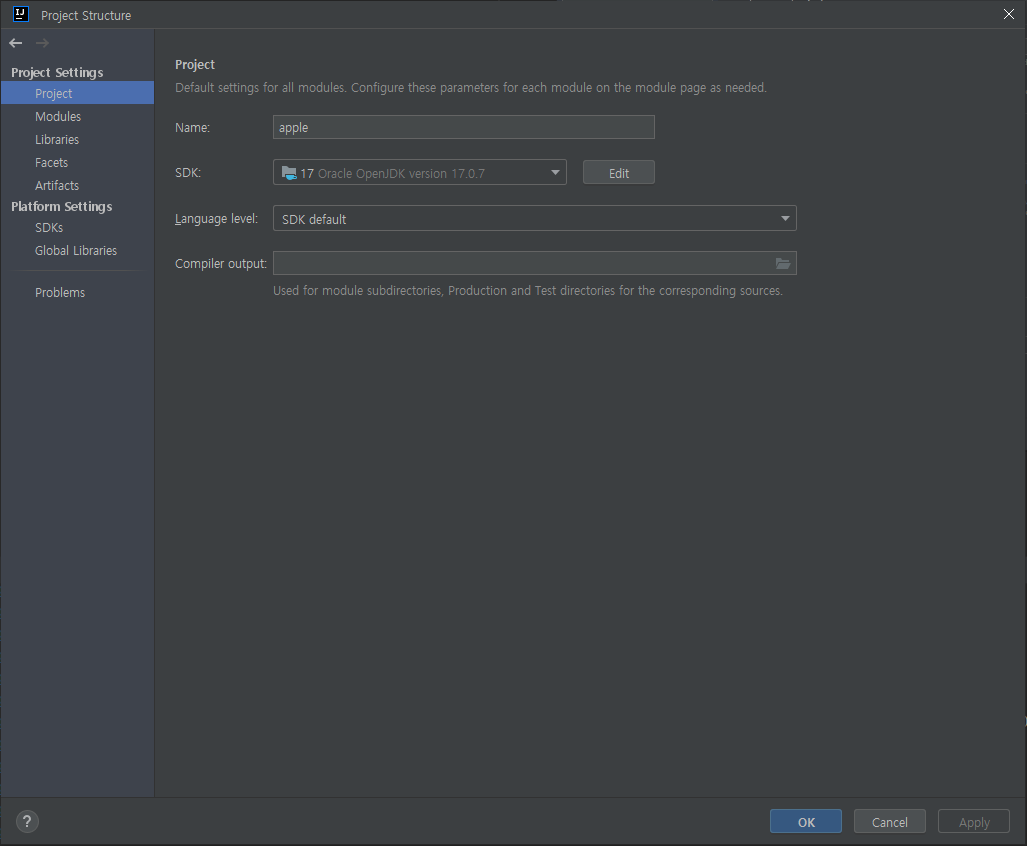 IJ
Project Structure
Project Settings
Project
Modules
Libraries
Facets
Artifacts
Platform Settings
SDKs
Global Libraries
Problems
Project
Default settings for all modules. Configure these parameters for each module on the module page as needed.
Name: apple
SDK: 17 Oracle OpenJDK version 17.0.7 Edit
Language level: SDK default
Compiler output:
Used for module subdirectories, Production and Test directories for the corresponding sources.
? OK Cancel Apply